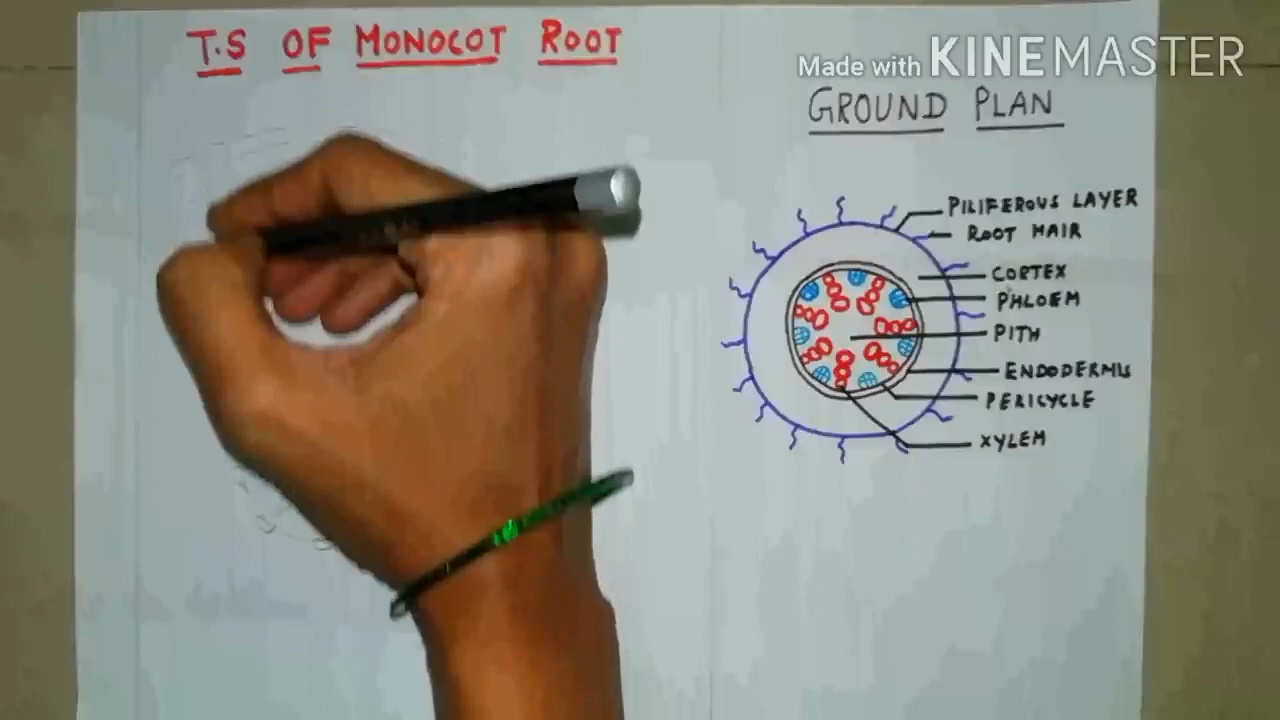 T.S OF MONOCOT ROOT
Made with KINEMASTER
GROUND PLAN
PILIFEROUS LAYER
ROOT HAIR
CORTEX
PHLOEM
PITH
ENDODERMIS
PERICYCLE
XYLEM